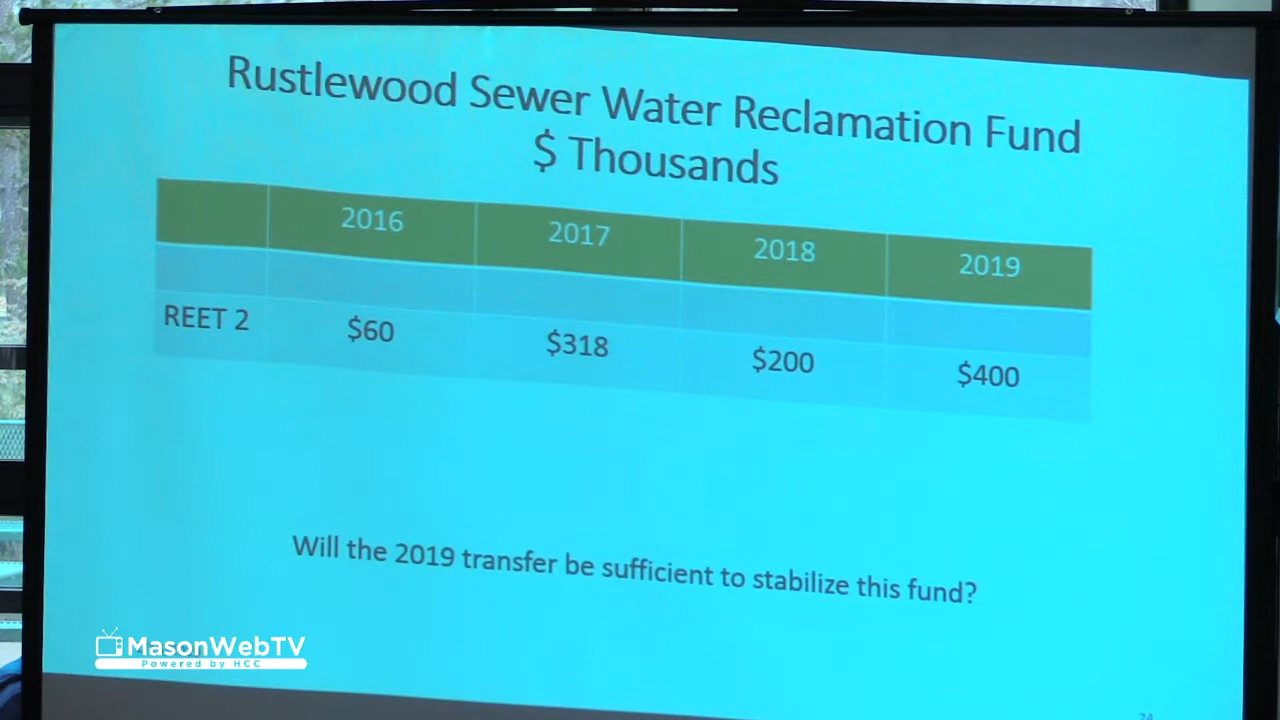 Rustlewood Sewer Water Reclamation Fund
$ Thousands
2016 2017 2018 2019
REET 2 $60 $318 $200 $400
Will the 2019 transfer be sufficient to stabilize this fund?
MasonWebTV
Powered by HCC
24